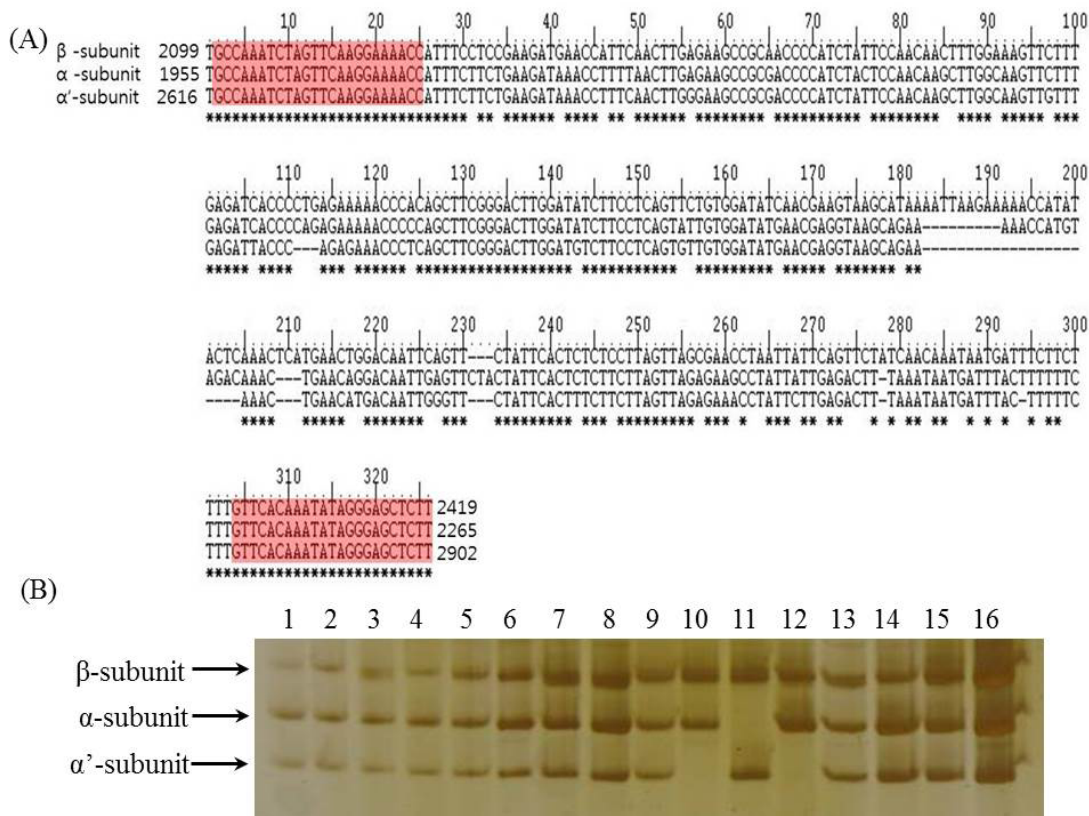 (A)
10 20 30 40 50 60 70 80 90 100
β -subunit 2099 TGCCAAATCTAGTTCAAGGAAAACCATTTCCTCCGAAGATGAACCATTCAACTTGAGAAGCCGCAACCCCATCTATTCCAACAACTTTGGAAAGTTCTTT
α -subunit 1955 TGCCAAATCTAGTTCAAGGAAAACCATTTCTTCTGAAGATAAACCTTTTAACTTGAGAAGCCGCGACCCCATCTACTCCAACAAGCTTGGCAAGTTCTTT
α'-subunit 2616 TGCCAAATCTAGTTCAAGGAAAACCATTTCTTCTGAAGATAAACCTTTCAACTTGGGAAGCCGCGACCCCATCTATTCCAACAAGCTTGGCAAGTTGTTT
****************************** ** ***** **** ** ****** ******** ********** ******** **** ***** ***
110 120 130 140 150 160 170 180 190 200
GAGATCACCCCTGAGAAAAACCCACAGCTTCGGGACTTGGATATCTTCCTCAGTTCTGTGGATATCAACGAAGTAAGCATAAAATTAAGAAAAACCATAT
GAGATCACCCCAGAGAAAAACCCCCAGCTTCGGGACTTGGATATCTTCCTCAGTATTGTGGATATGAACGAGGTAAGCAGAA---------AAACCATGT
GAGATTACCC---AGAGAAACCCTCAGCTTCGGGACTTGGATGTCTTCCTCAGTGTTGTGGATATGAACGAGGTAAGCAGAA------------------
***** **** *** ****** ****************** *********** ********* ***** ******* **
210 220 230 240 250 260 270 280 290 300
ACTCAAACTCATGAACTGGACAATTCAGTT---CTATTCACTCTCTCCTTAGTTAGCGAACCTAATTATTCAGTTCTATCAACAAATAATGATTTCTTCT
AGACAAAC---TGAACAGGACAATTGAGTTCTACTATTCACTCTCTTCTTAGTTAGAGAAGCCTATTATTGAGACTT-TAAATAATGATTTACTTTTTTC
----AAAC---TGAACATGACAATTGGGTT---CTATTCACTTTCTTCTTAGTTAGAGAAACCTATTCTTGAGACTT-TAAATAATGATTTAC-TTTTTC
**** ***** ******* *** ******** *** ********* *** * **** ** *** * ** ** ** * * * **
310 320
TTTGTTCACAAATATAGGGAGCTCTT 2419
TTTGTTCACAAATATAGGGAGCTCTT 2265
TTTGTTCACAAATATAGGGAGCTCTT 2902
**************************
(B)
1 2 3 4 5 6 7 8 9 10 11 12 13 14 15 16
β-subunit
α-subunit
α’-subunit